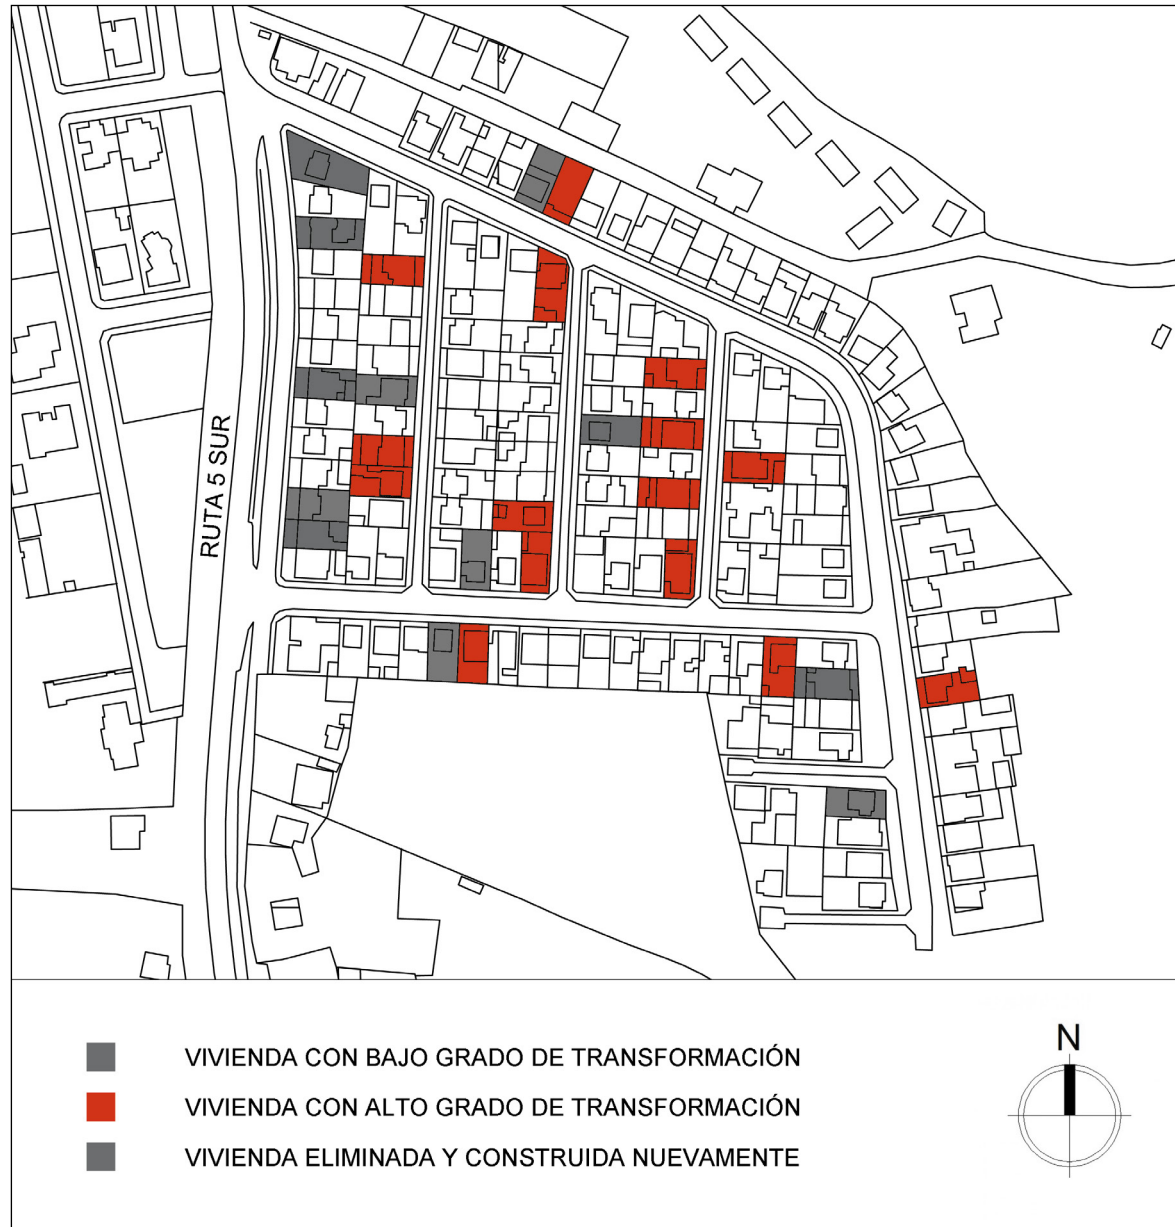 RUTA 5 SUR
N
VIVIENDA CON BAJO GRADO DE TRANSFORMACIÓN
VIVIENDA CON ALTO GRADO DE TRANSFORMACIÓN
VIVIENDA ELIMINADA Y CONSTRUIDA NUEVAMENTE